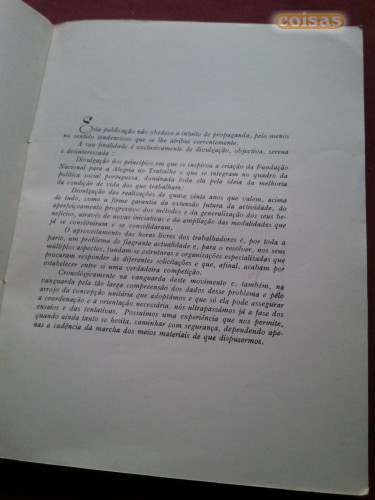 coisas
Esta publicação não obedece a intuito de propaganda, pelo menos
no sentido tendencioso que se lhe atribue correntemente.
A sua finalidade é exclusivamente de divulgação, objectiva, serena
e desinteressada:
Divulgação dos princípios em que se inspirou a criação da Fundação
Nacional para a Alegria no Trabalho e que se integram no quadro da
política social portuguesa, dominada toda ela pela ideia da melhoria
da condição de vida dos que trabalham.
Divulgação das realizações de quase vinte anos que valem, acima
de tudo, como a firme garantia da extensão futura da actividade, do
aperfeiçoamento progressivo dos métodos e da generalização dos seus be-
nefícios, através de novas iniciativas e da ampliação das modalidades que
já se constituiram e se consolidaram.
O aproveitamento das horas livres dos trabalhadores é, por toda a
parte, um problema de flagrante actualidade e, para o resolver, nos seus
múltiplos aspectos, fundam-se estruturas e organizações especializadas que
procuram responder às diferentes solicitações e que, afinal, acabam por
estabelecer entre si uma verdadeira competição.
Cronològicamente na vanguarda deste movimento e, também, na
vanguarda pela tão larga compreensão dos dados desse problema e pelo
arrojo da concepção unitária que adoptámos e que só ela pode assegurar
a coordenação e a orientação necessária, nós ultrapassámos já a fase dos
ensaios e das tentativas. Possuimos uma experiência que nos permite,
quando ainda tanto se hesita, caminhar com segurança, dependendo ape-
nas a cadência da marcha dos meios materiais de que dispuzermos.